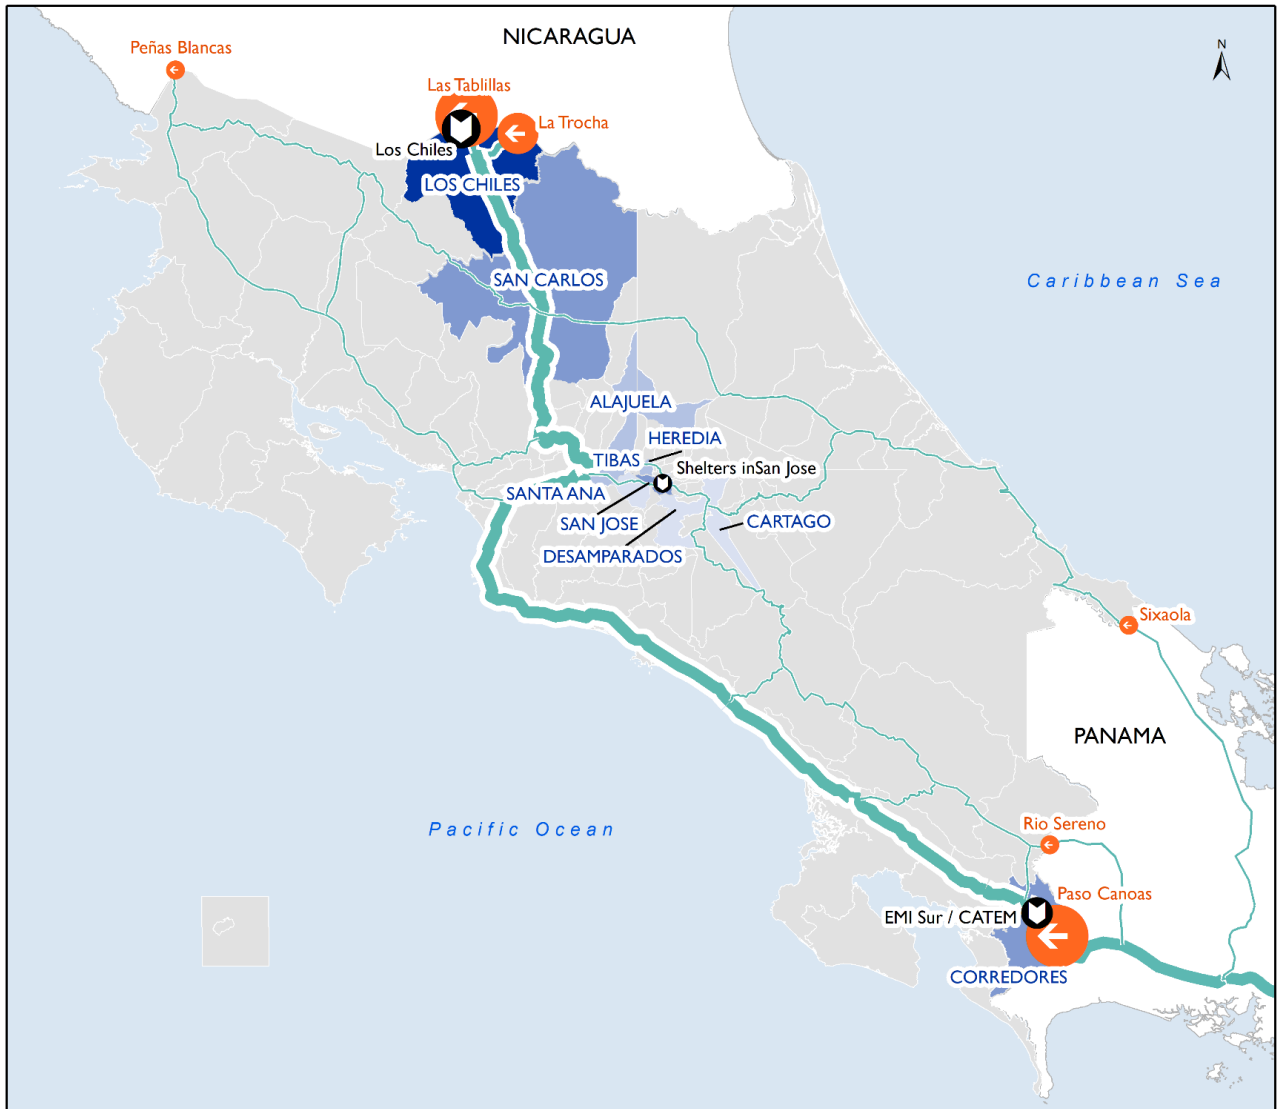 NICARAGUA
N
Peñas Blancas
Las Tablillas
La Trocha
Los Chiles
LOS CHILES
SAN CARLOS
Caribbean Sea
ALAJUELA
HEREDIA
TIBAS
Shelters inSan Jose
SANTA ANA
SAN JOSE
CARTAGO
DESAMPARADOS
Sixaola
PANAMA
Pacific Ocean
Rio Sereno
Paso Canoas
EMI Sur / CATEM
CORREDORES